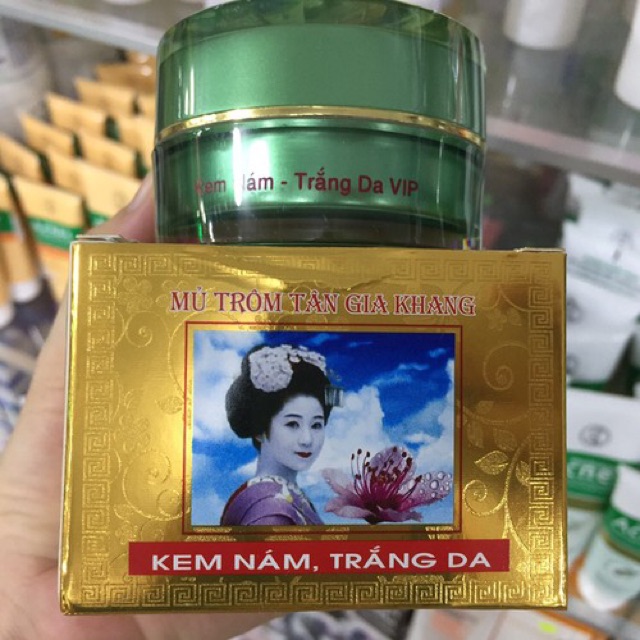 Kem Nám - Trắng Da VIP
MỦ TRÔM TÂN GIA KHANG
KEM NÁM, TRẮNG DA